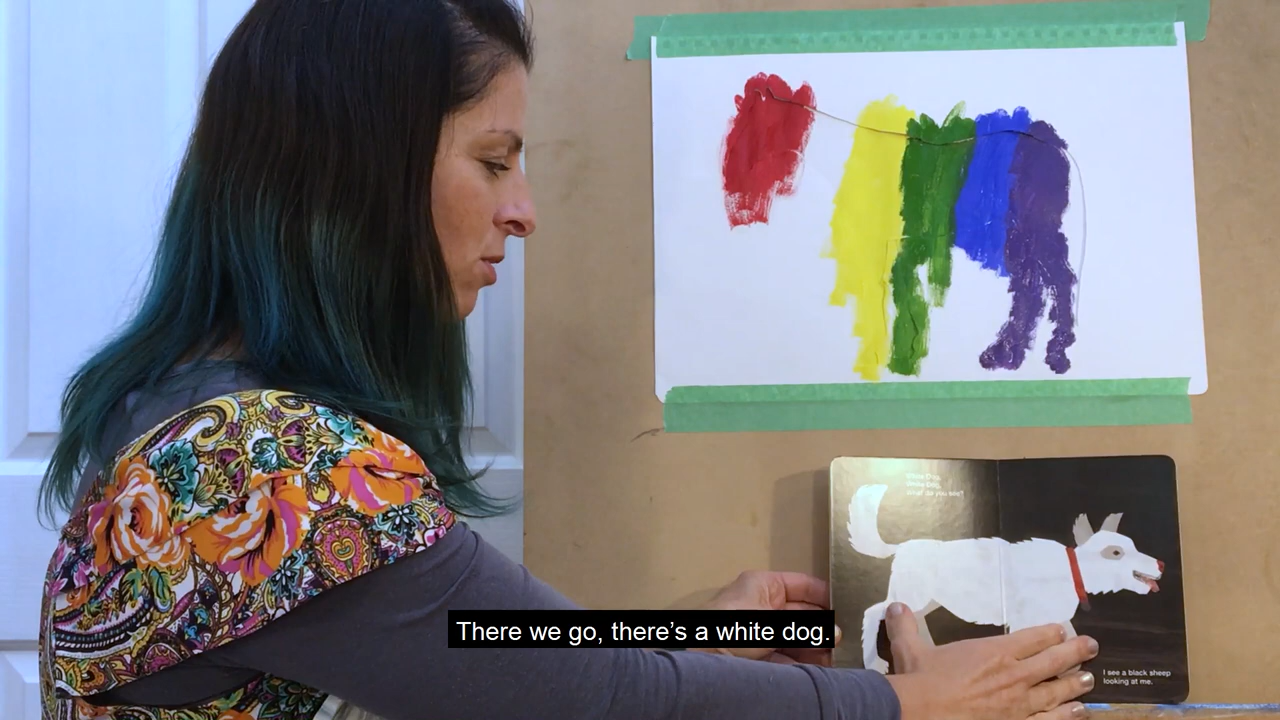 White Dog,
White Dog,
what do you see?
There we go, there’s a white dog.
I see a black sheep
looking at me.